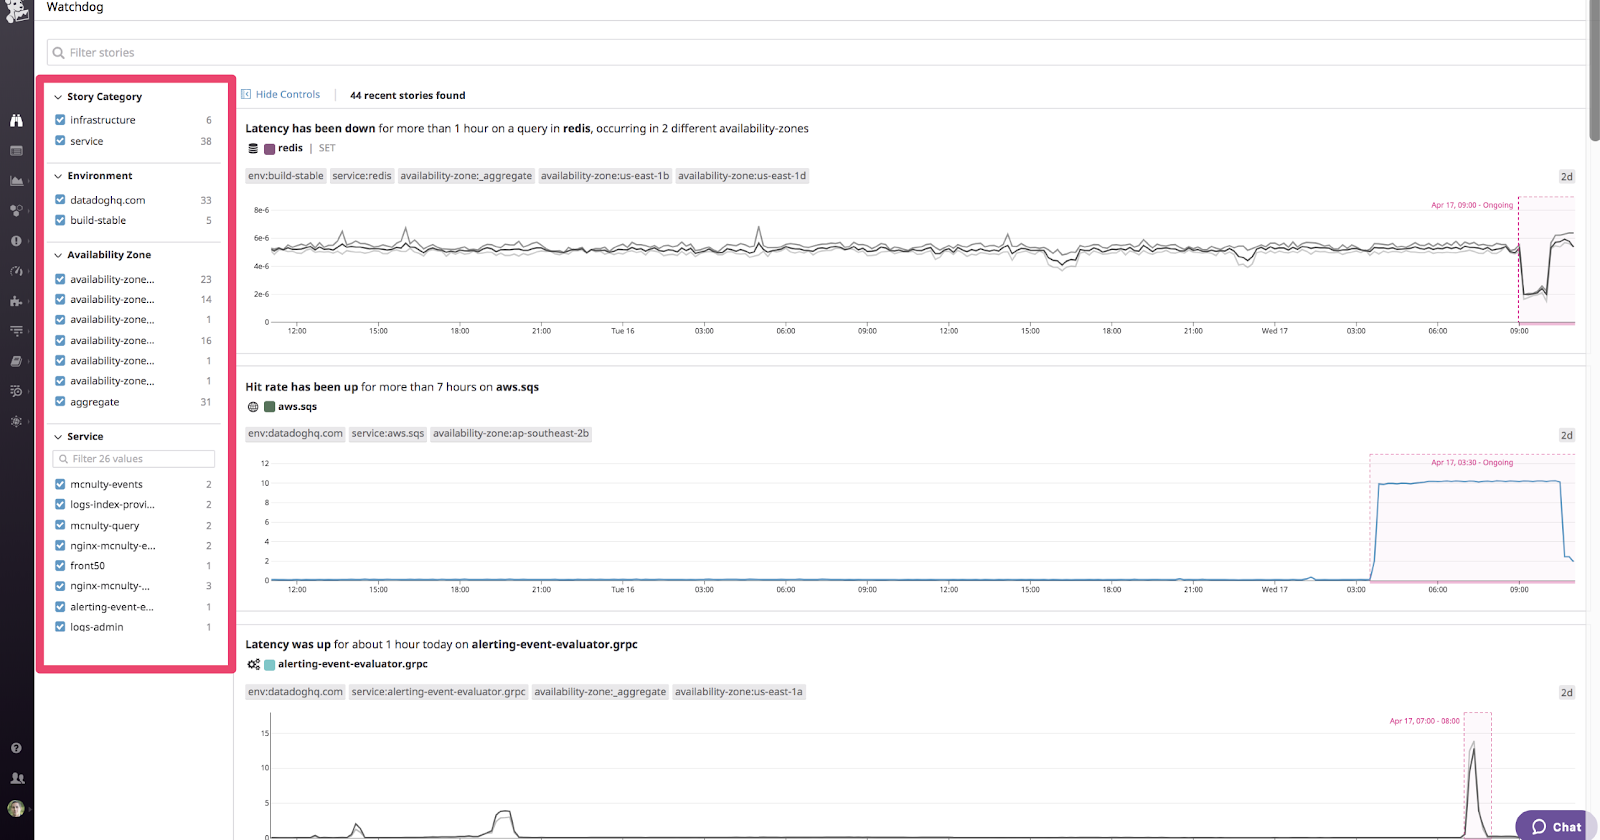 Watchdog
Filter stories
Story Category
infrastructure 6
service 38
Environment
datadoghq.com 33
build-stable 5
Availability Zone
availability-zone... 23
availability-zone... 14
availability-zone... 1
availability-zone... 16
availability-zone... 1
availability-zone... 1
aggregate 31
Service
Filter 26 values
mcnulty-events 2
logs-index-provi... 2
mcnulty-query 2
nginx-mcnulty-e... 2
front50 1
nginx-mcnulty-... 3
alerting-event-e... 1
logs-admin 1
Hide Controls | 44 recent stories found
Latency has been down for more than 1 hour on a query in redis, occurring in 2 different availability-zones
redis | SET
env:build-stable service:redis availability-zone:_aggregate availability-zone:us-east-1b availability-zone:us-east-1d 2d
Apr 17, 09:00 - Ongoing
8e-6
6e-6
4e-6
2e-6
0
12:00 15:00 18:00 21:00 Tue 16 03:00 06:00 09:00 12:00 15:00 18:00 21:00 Wed 17 03:00 06:00 09:00
Hit rate has been up for more than 7 hours on aws.sqs
aws.sqs
env:datadoghq.com service:aws.sqs availability-zone:ap-southeast-2b 2d
Apr 17, 03:30 - Ongoing
12
10
8
6
4
2
0
12:00 15:00 18:00 21:00 Tue 16 03:00 06:00 09:00 12:00 15:00 18:00 21:00 Wed 17 03:00 06:00 09:00
Latency was up for about 1 hour today on alerting-event-evaluator.grpc
alerting-event-evaluator.grpc
env:datadoghq.com service:alerting-event-evaluator.grpc availability-zone:_aggregate availability-zone:us-east-1a 2d
Apr 17, 07:00 - 08:00
15
10
5
0
Chat